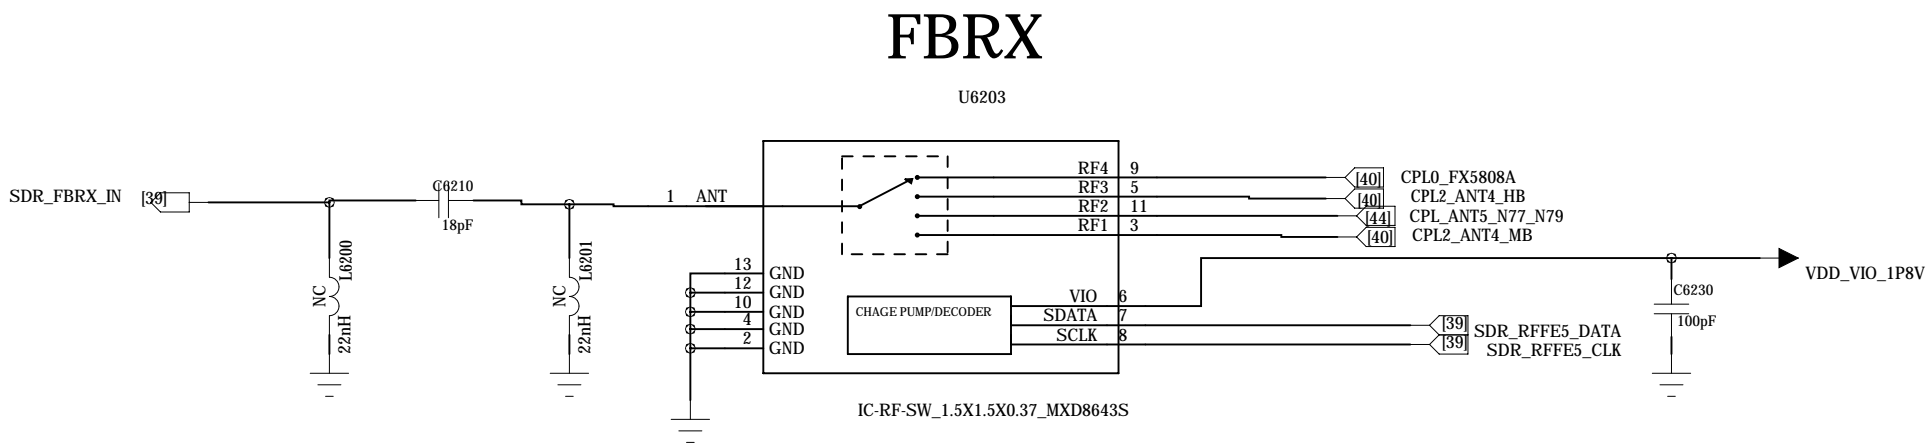 FBRX
U6203
SDR_FBRX_IN [39]
C6210
18pF
L6200
NC
22nH
L6201
NC
22nH
1 ANT
RF4 9
RF3 5
RF2 11
RF1 3
[40] CPL0_FX5808A
[40] CPL2_ANT4_HB
[44] CPL_ANT5_N77_N79
[40] CPL2_ANT4_MB
13 GND
12 GND
10 GND
4 GND
2 GND
CHAGE PUMP/DECODER
VIO 6
SDATA 7
SCLK 8
VDD_VIO_1P8V
C6230
100pF
[39] SDR_RFFE5_DATA
[39] SDR_RFFE5_CLK
IC-RF-SW_1.5X1.5X0.37_MXD8643S